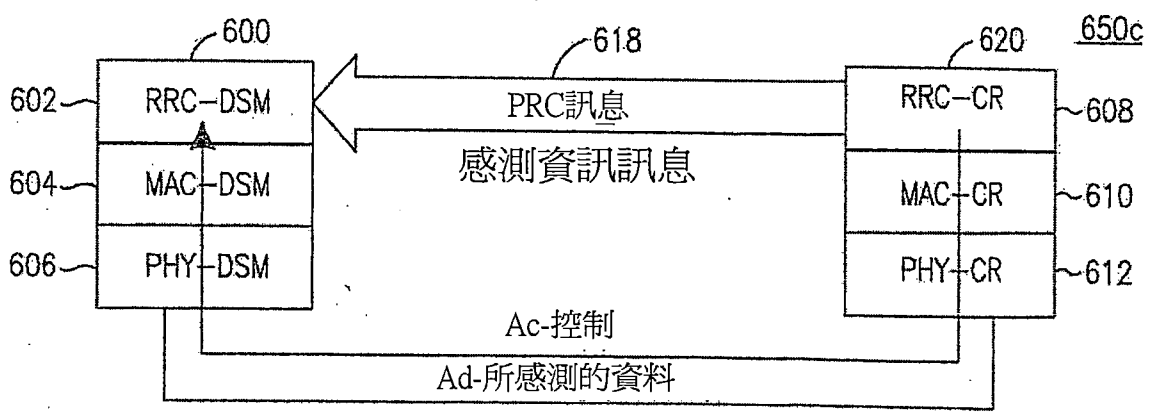 600
618
620
650c
602
RRC-DSM
PRC訊息
RRC-CR
608
感測資訊訊息
604
MAC-DSM
MAC-CR
610
606
PHY-DSM
PHY-CR
612
Ac-控制
Ad-所感測的資料